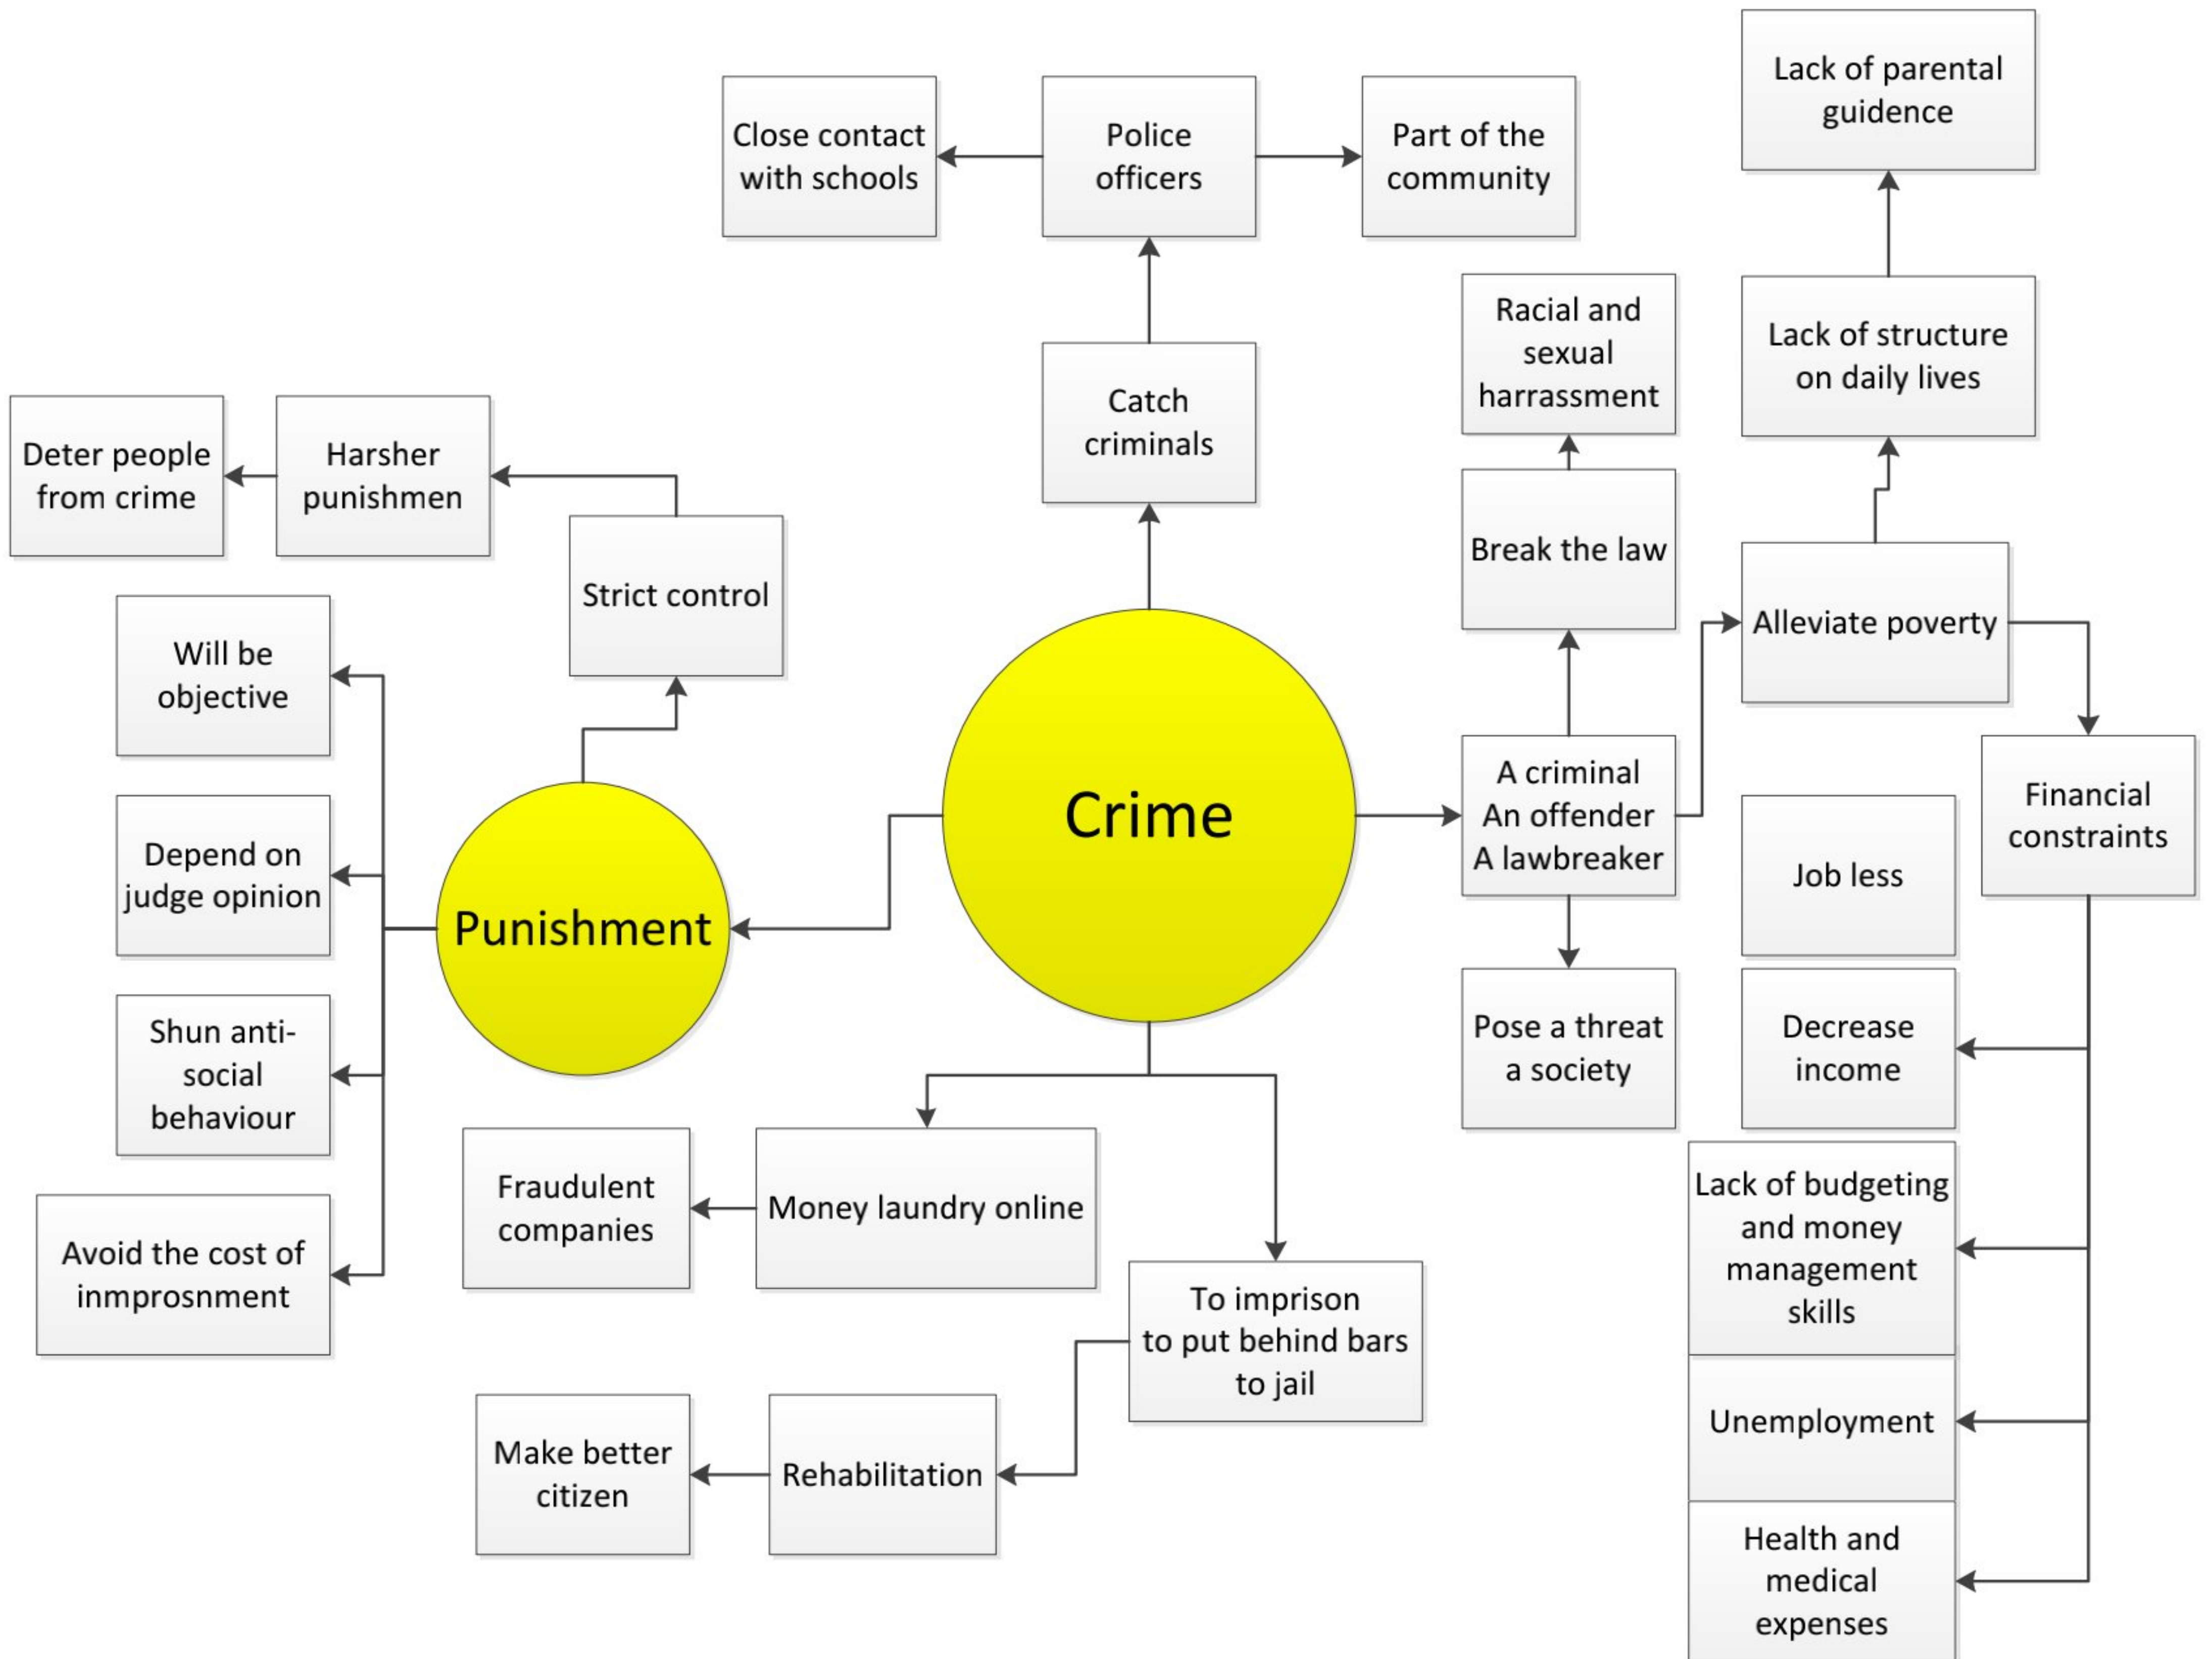 Lack of parental
guidence
Close contact
with schools
Police
officers
Part of the
community
Racial and
sexual
harrassment
Lack of structure
on daily lives
Catch
criminals
Deter people
from crime
Harsher
punishmen
Strict control
Break the law
Alleviate poverty
Will be
objective
Depend on
judge opinion
Shun anti-
social
behaviour
Avoid the cost of
inmprosnment
Punishment
Crime
A criminal
An offender
A lawbreaker
Financial
constraints
Job less
Pose a threat
a society
Decrease
income
Fraudulent
companies
Money laundry online
To imprison
to put behind bars
to jail
Make better
citizen
Rehabilitation
Lack of budgeting
and money
management
skills
Unemployment
Health and
medical
expenses